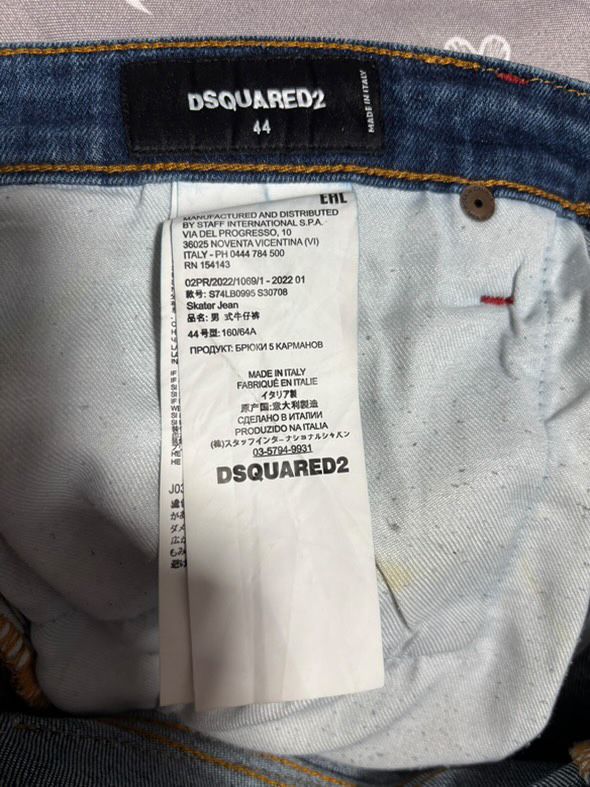 DSQUARED2
44
MADE IN ITALY
EAC
MANUFACTURED AND DISTRIBUTED
BY STAFF INTERNATIONAL S.P.A.
VIA DEL PROGRESSO, 10
36025 NOVENTA VICENTINA (VI)
ITALY - PH 0444 784 500
RN 154143
02PR/2022/1069/1 - 2022 01
款号: S74LB0995 S30708
Skater Jean
品名: 男 式牛仔裤
44 号型: 160/64A
ПРОДУКТ: БРЮКИ 5 КАРМАНОВ
MADE IN ITALY
FABRIQUÉ EN ITALIE
イタリア製
原产国:意大利製造
СДЕЛАНО В ИТАЛИИ
PRODUZIDO NA ITALIA
(株)スタッフインターナショナルジャパン
03-5794-9931
DSQUARED2
J03